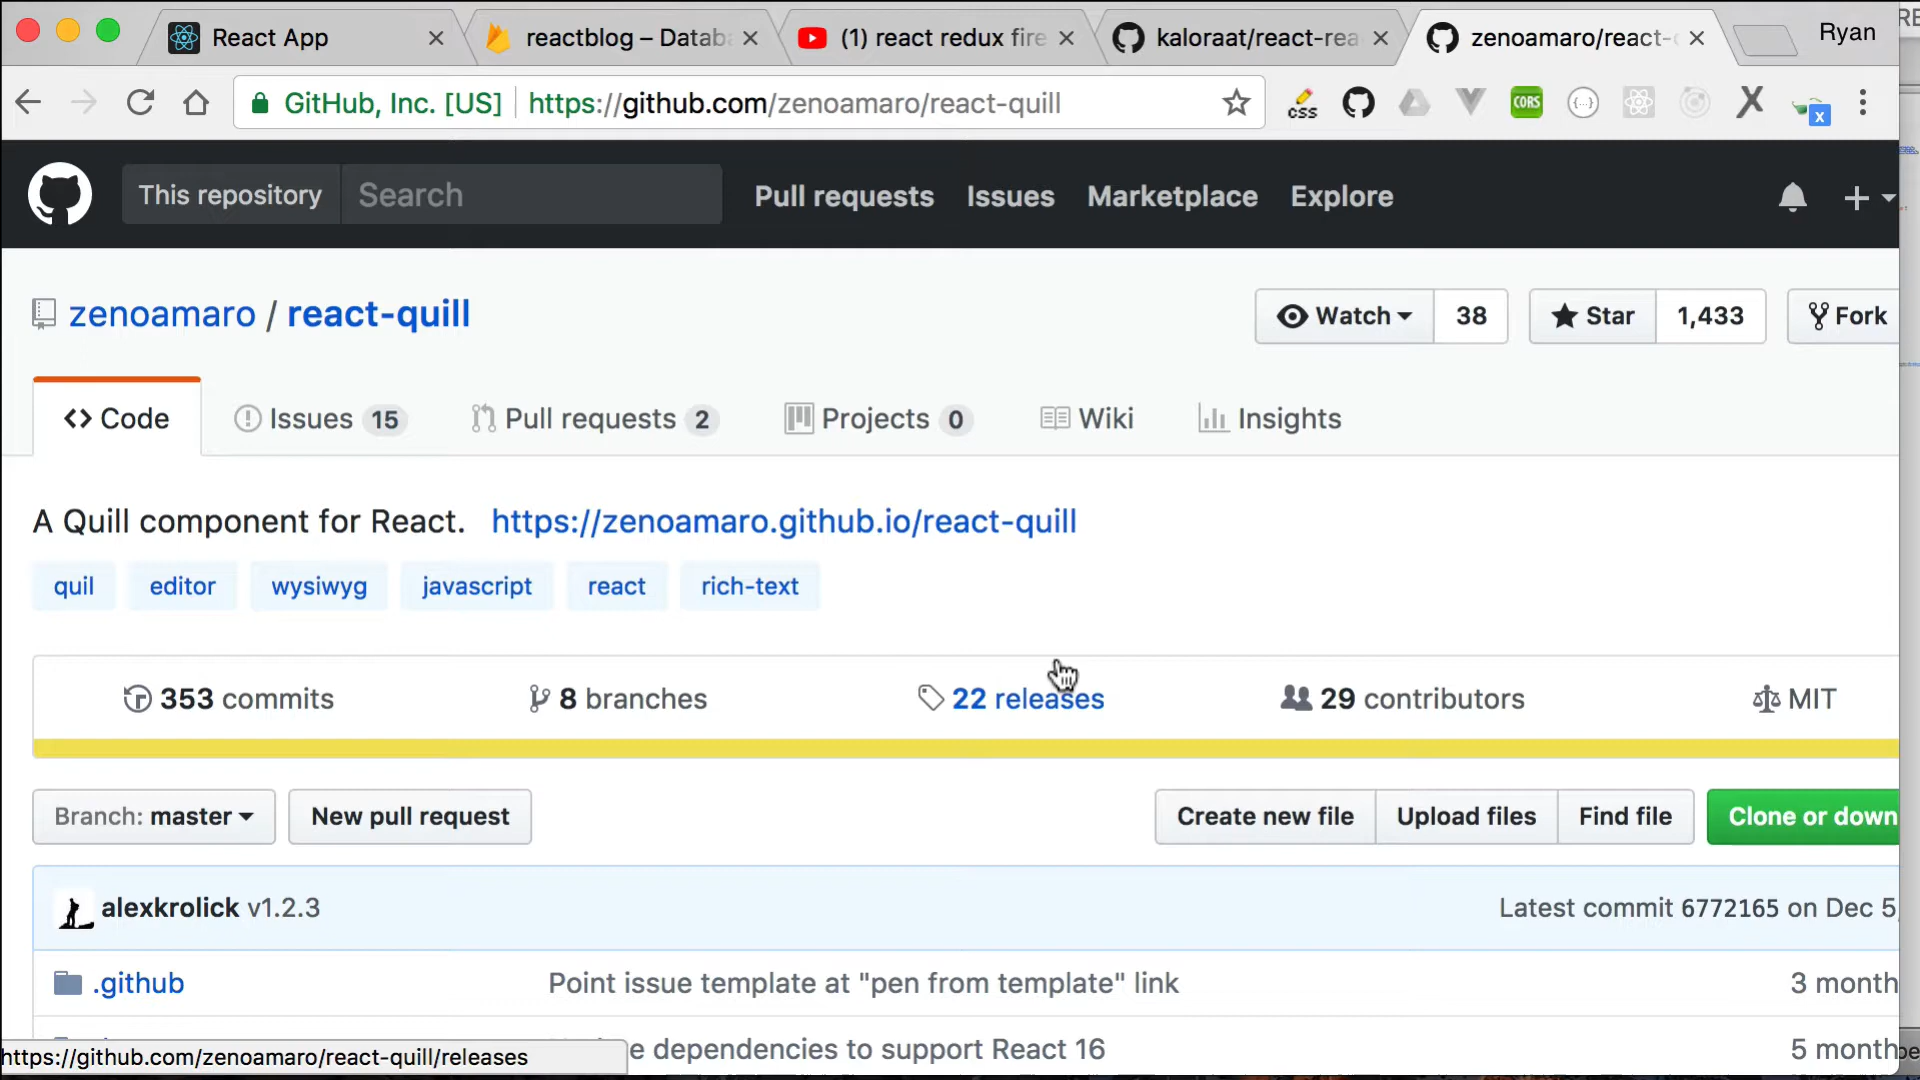 React App
reactblog – Datab
(1) react redux fire
kaloraat/react-rea
zenoamaro/react-
Ryan
GitHub, Inc. [US]
https://github.com/zenoamaro/react-quill
css
CORS
{...}
x
This repository
Search
Pull requests
Issues
Marketplace
Explore
zenoamaro / react-quill
Watch
38
Star
1,433
Fork
Code
Issues 15
Pull requests 2
Projects 0
Wiki
Insights
A Quill component for React. https://zenoamaro.github.io/react-quill
quil
editor
wysiwyg
javascript
react
rich-text
353 commits
8 branches
22 releases
29 contributors
MIT
Branch: master
New pull request
Create new file
Upload files
Find file
Clone or down
alexkrolick v1.2.3
Latest commit 6772165 on Dec 5,
.github
Point issue template at "pen from template" link
3 month
e dependencies to support React 16
5 month
https://github.com/zenoamaro/react-quill/releases